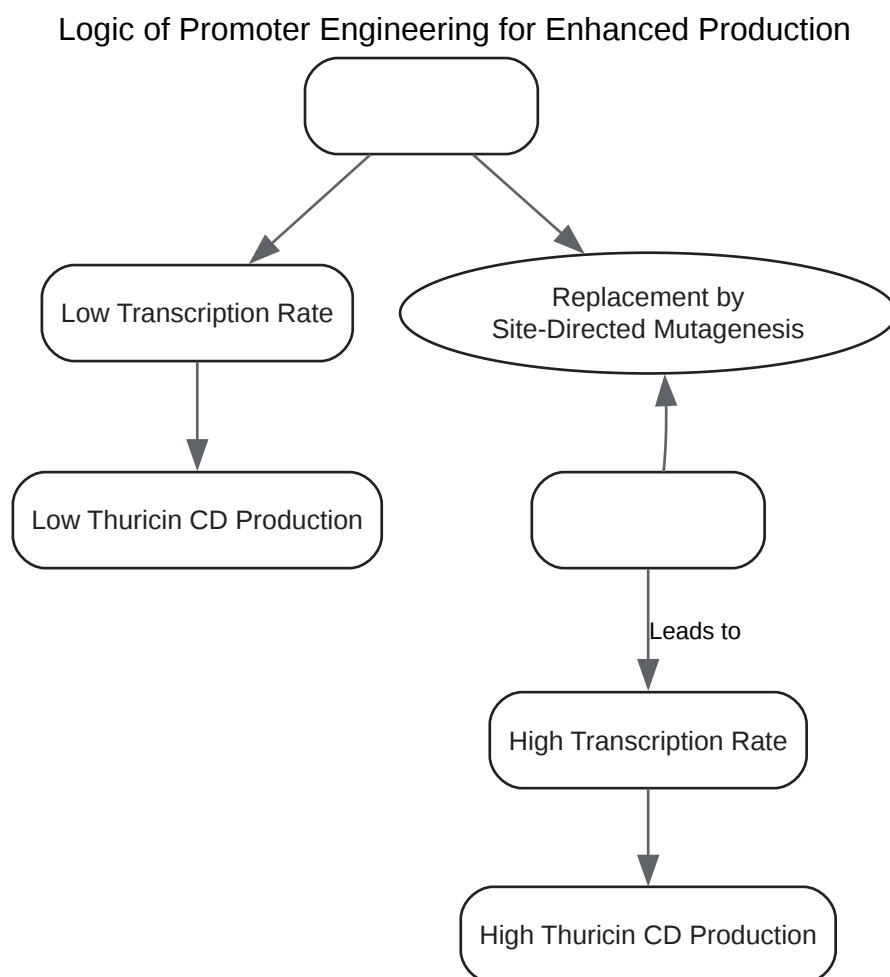 Logic of Promoter Engineering for Enhanced Production
Low Transcription Rate
Replacement by
Site-Directed Mutagenesis
Low Thuricin CD Production
Leads to
High Transcription Rate
High Thuricin CD Production